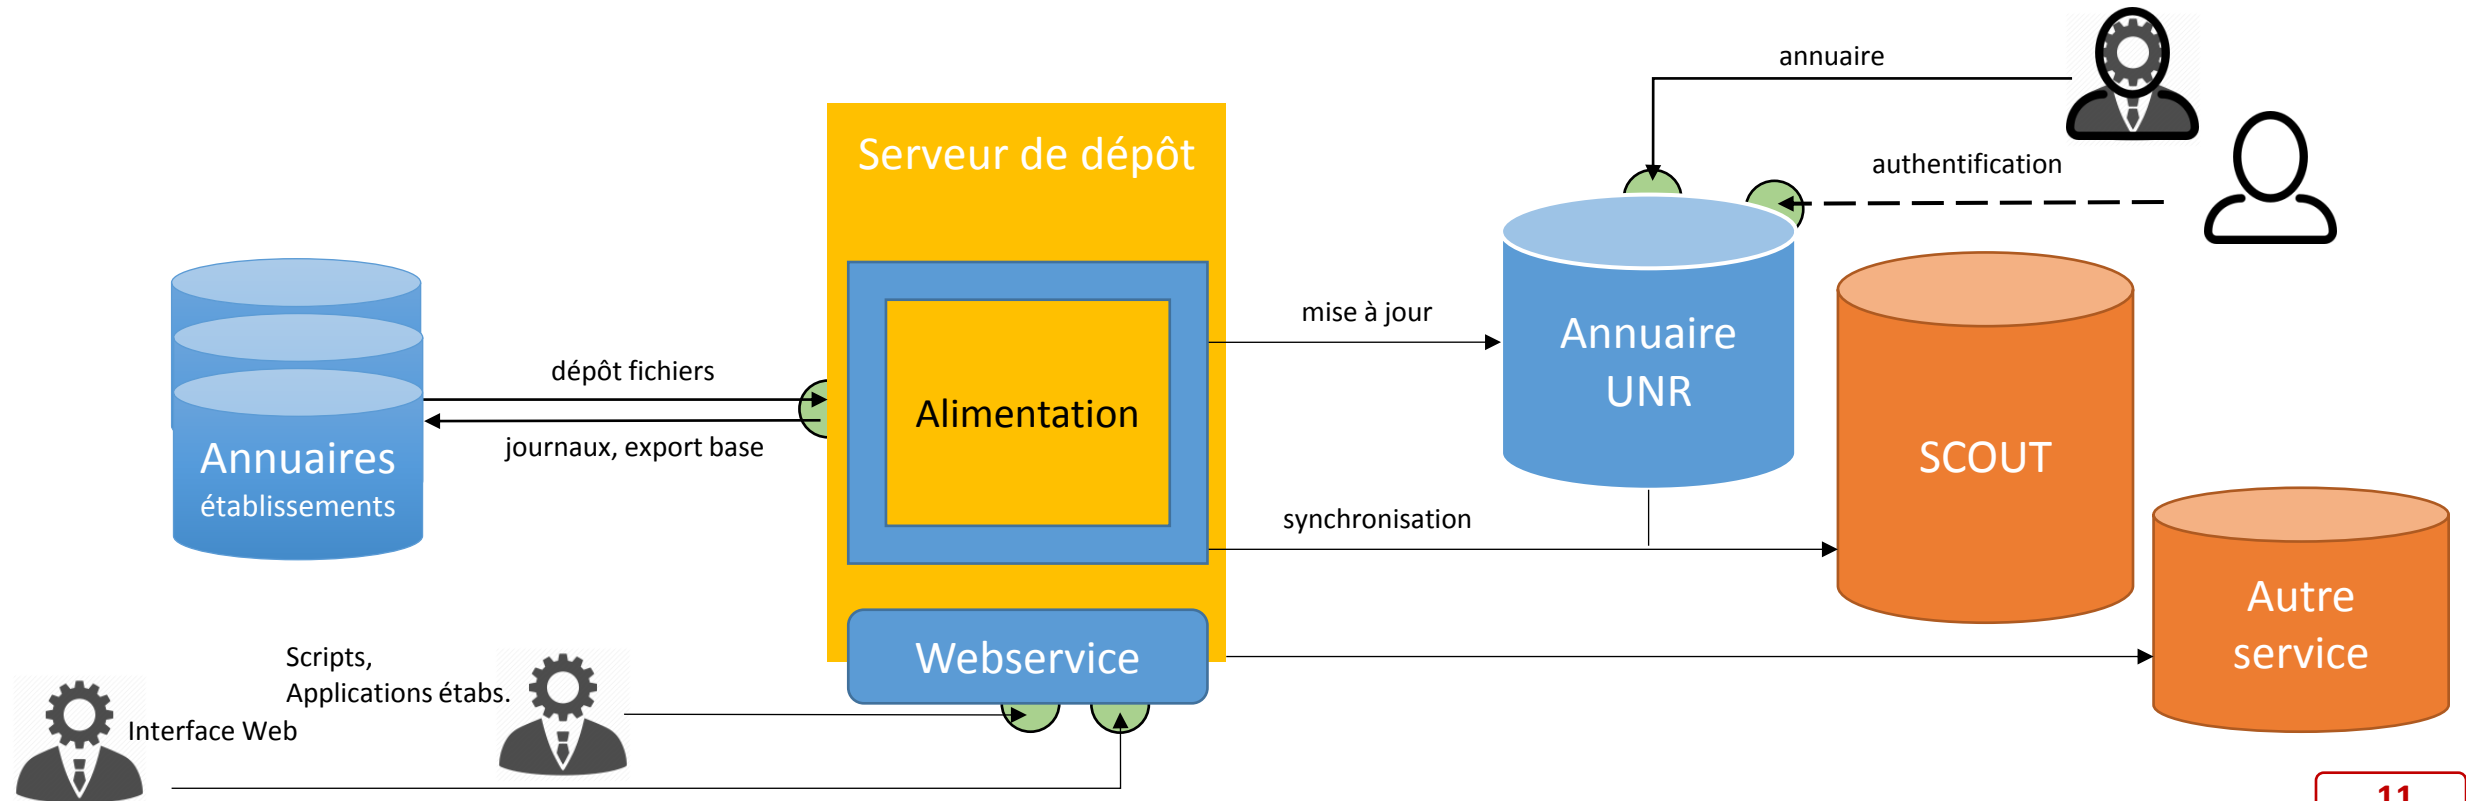 annuaire
Serveur de dépôt
authentification
mise à jour
Annuaire
UNR
dépôt fichiers
Alimentation
journaux, export base
Annuaires
établissements
SCOUT
synchronisation
Autre
service
Webservice
Scripts,
Applications étabs.
Interface Web
11